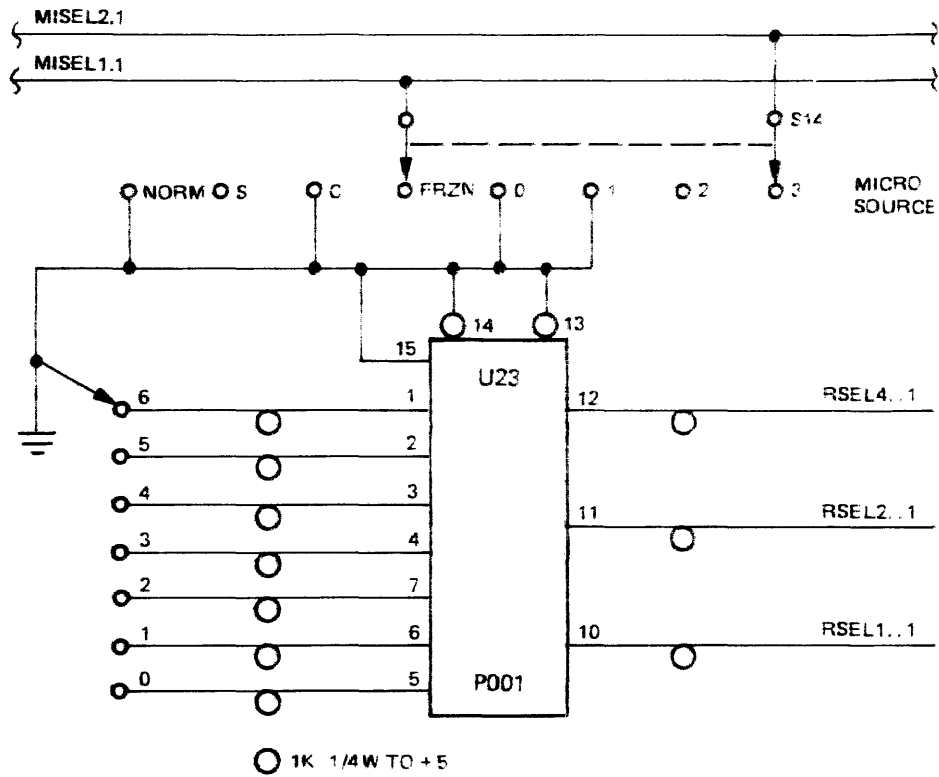 MISEL2.1
MISEL1.1
S14
NORM S C FRZN 0 1 2 3 MICRO SOURCE
14 13
15
U23
6 1 12 RSEL4..1
5 2
4 3
11 RSEL2..1
3 4
2 7
1 6 10 RSEL1..1
0 5
P001
1K 1/4W TO +5